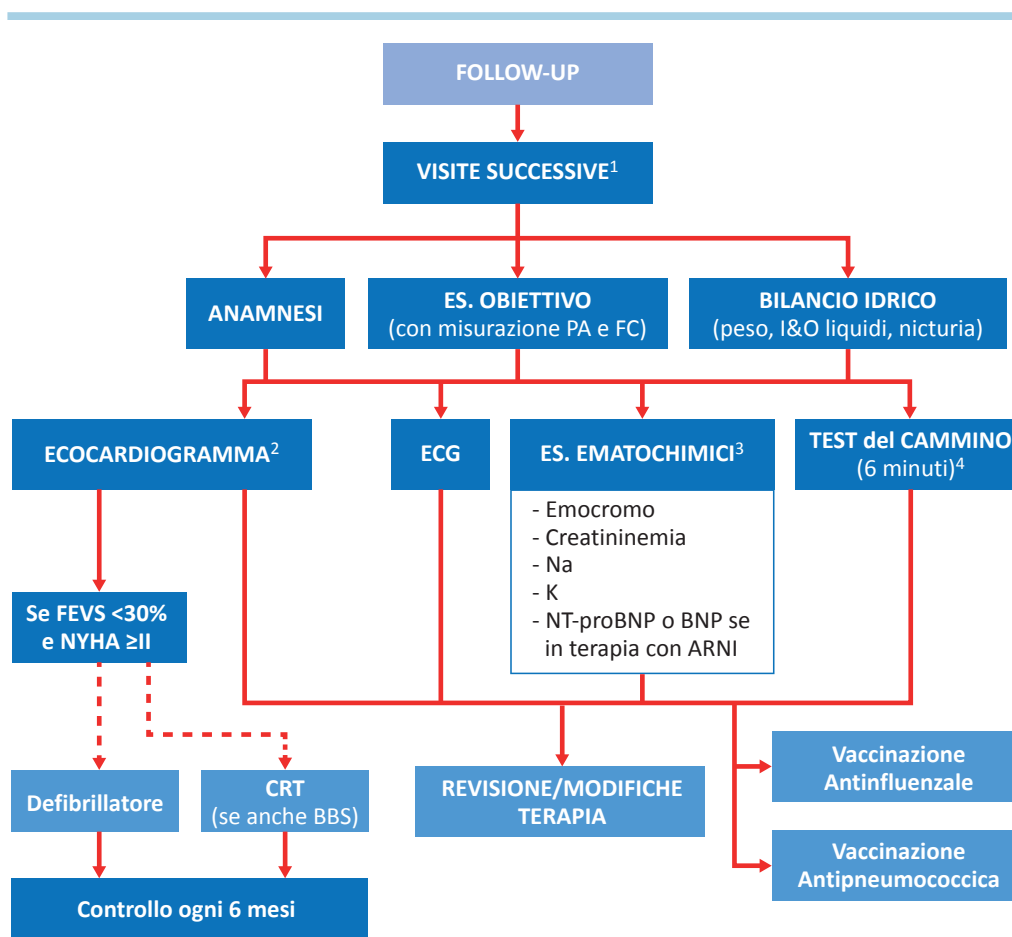 FOLLOW-UP
VISITE SUCCESSIVE¹
ANAMNESI
ES. OBIETTIVO
(con misurazione PA e FC)
BILANCIO IDRICO
(peso, I&O liquidi, nicturia)
ECOCARDIOGRAMMA²
ECG
ES. EMATOCHIMICI³
- Emocromo
- Creatininemia
- Na
- K
- NT-proBNP o BNP se
in terapia con ARNI
TEST del CAMMINO
(6 minuti)⁴
Se FEVS <30%
e NYHA ≥II
Defibrillatore
CRT
(se anche BBS)
REVISIONE/MODIFICHE
TERAPIA
Vaccinazione
Antinfluenzale
Vaccinazione
Antipneumococcica
Controllo ogni 6 mesi